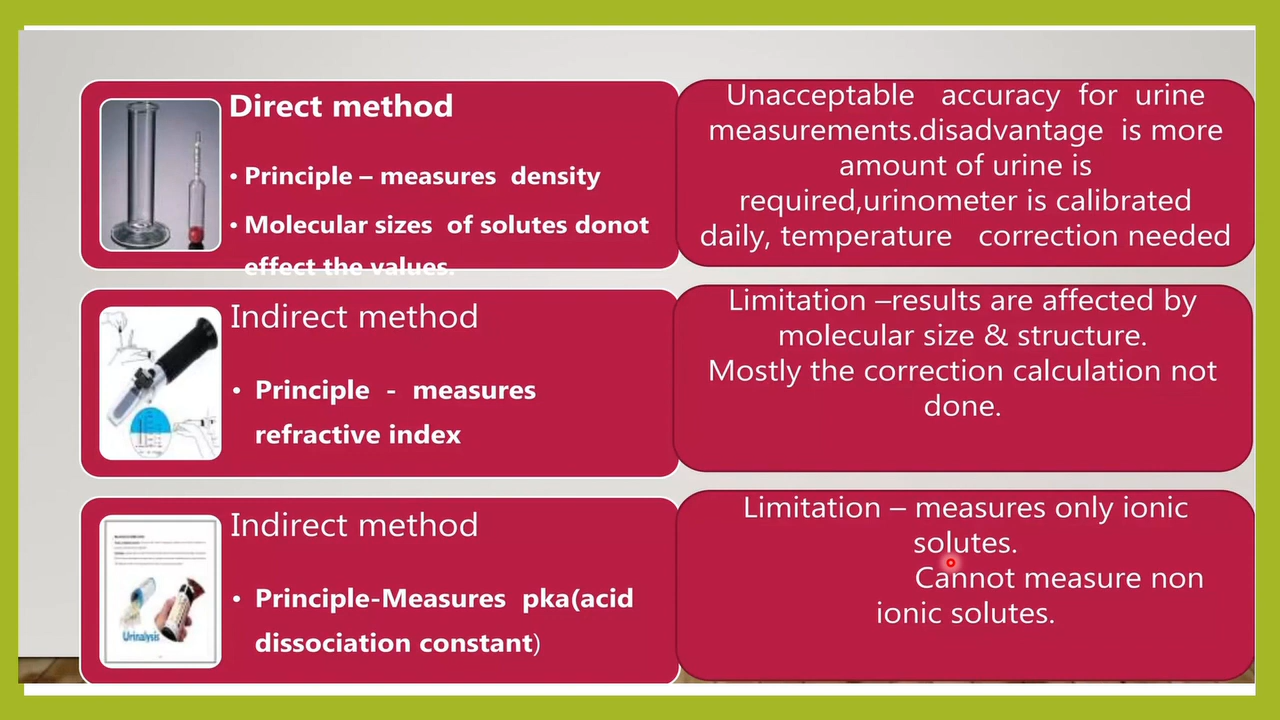 Direct method
• Principle – measures density
• Molecular sizes of solutes donot
effect the values.
Unacceptable accuracy for urine
measurements.disadvantage is more
amount of urine is
required,urinometer is calibrated
daily, temperature correction needed
Indirect method
• Principle - measures
refractive index
Limitation –results are affected by
molecular size & structure.
Mostly the correction calculation not
done.
Indirect method
• Principle-Measures pka(acid
dissociation constant)
Urinalysis
Limitation – measures only ionic
solutes.
Cannot measure non
ionic solutes.